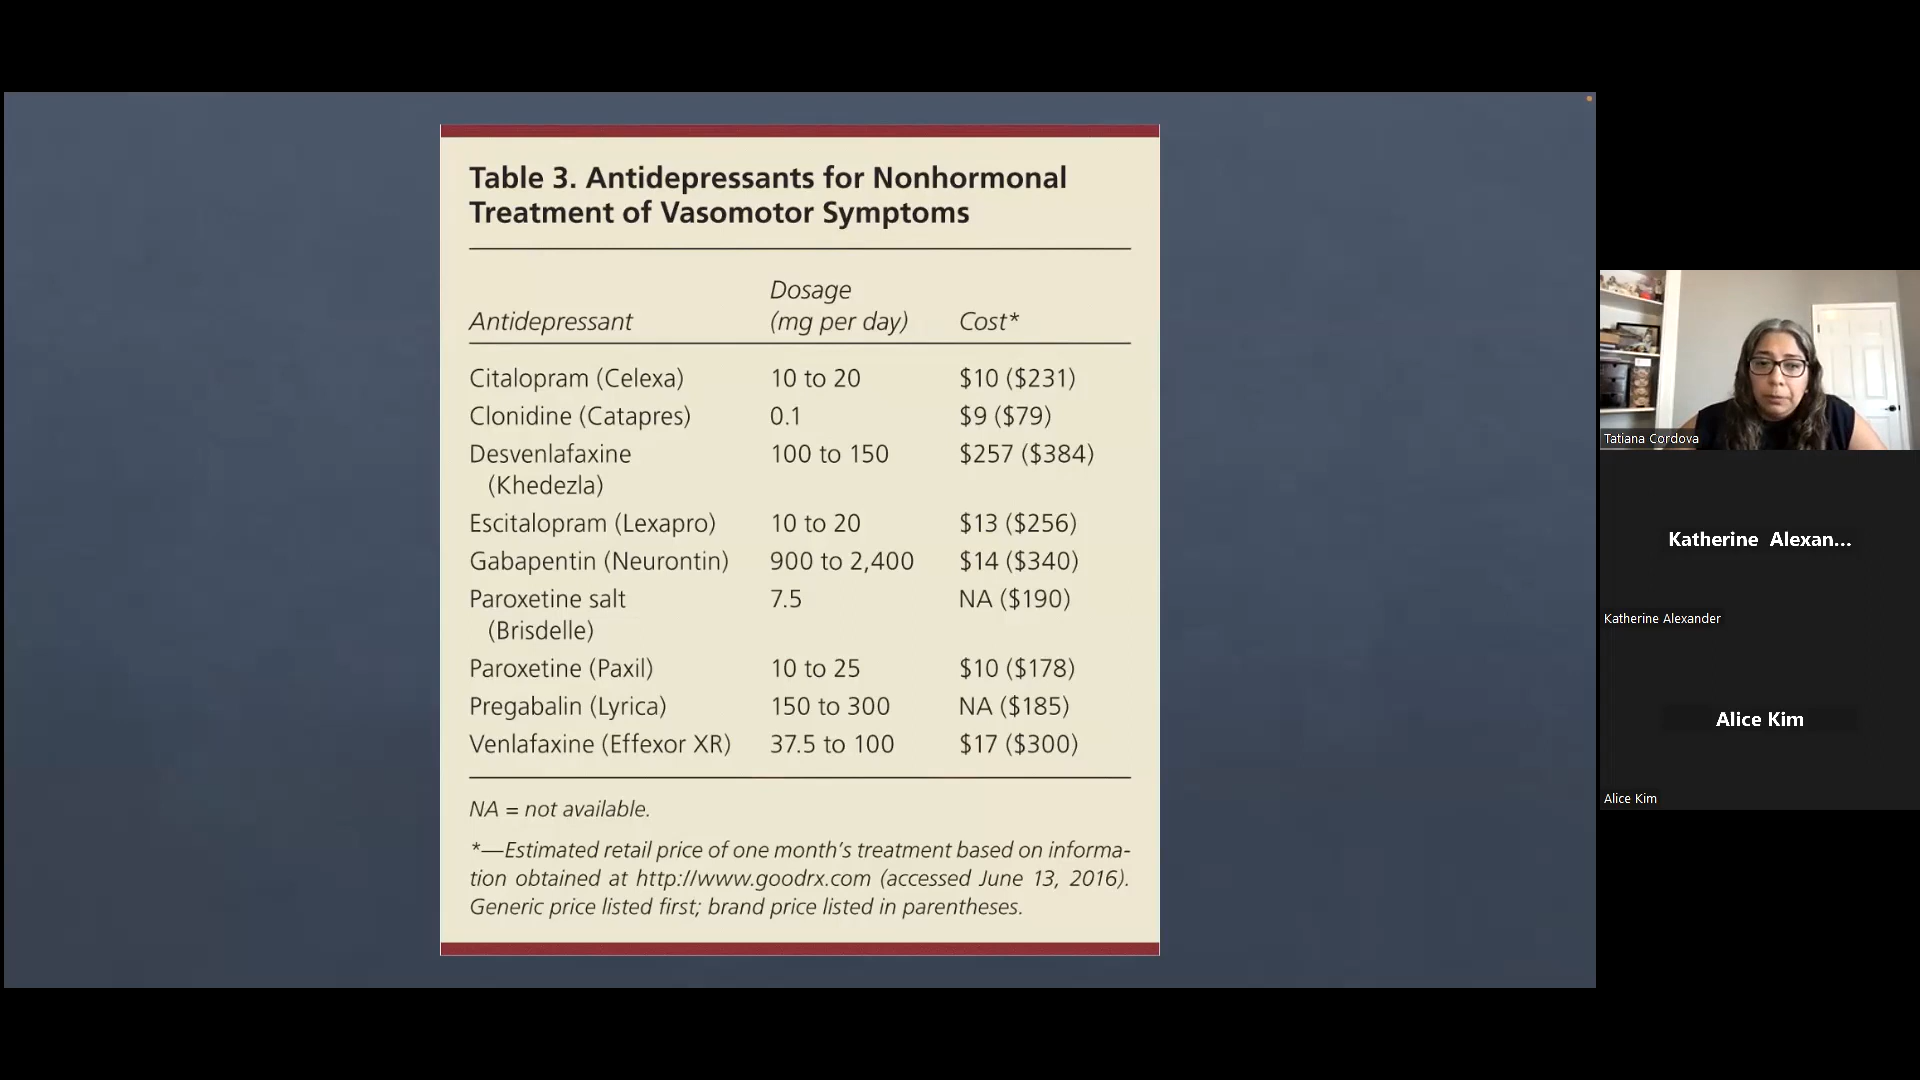 Table 3. Antidepressants for Nonhormonal
Treatment of Vasomotor Symptoms
Antidepressant Dosage (mg per day) Cost*
Citalopram (Celexa) 10 to 20 $10 ($231)
Clonidine (Catapres) 0.1 $9 ($79)
Desvenlafaxine 100 to 150 $257 ($384)
(Khedezla)
Escitalopram (Lexapro) 10 to 20 $13 ($256)
Gabapentin (Neurontin) 900 to 2,400 $14 ($340)
Paroxetine salt 7.5 NA ($190)
(Brisdelle)
Paroxetine (Paxil) 10 to 25 $10 ($178)
Pregabalin (Lyrica) 150 to 300 NA ($185)
Venlafaxine (Effexor XR) 37.5 to 100 $17 ($300)
NA = not available.
*—Estimated retail price of one month's treatment based on informa-
tion obtained at http://www.goodrx.com (accessed June 13, 2016).
Generic price listed first; brand price listed in parentheses.
Tatiana Cordova
Katherine Alexan...
Katherine Alexander
Alice Kim
Alice Kim